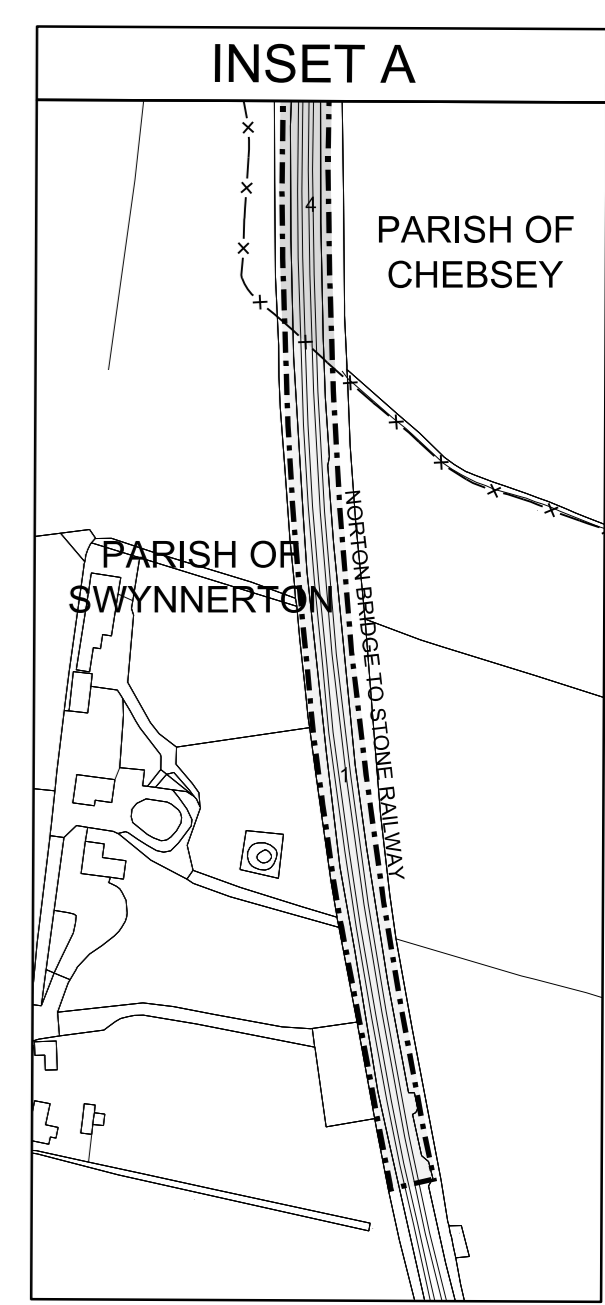 INSET A
4
PARISH OF
CHEBSEY
PARISH OF
SWYNNERTON
NORTON BRIDGE TO STONE RAILWAY
1